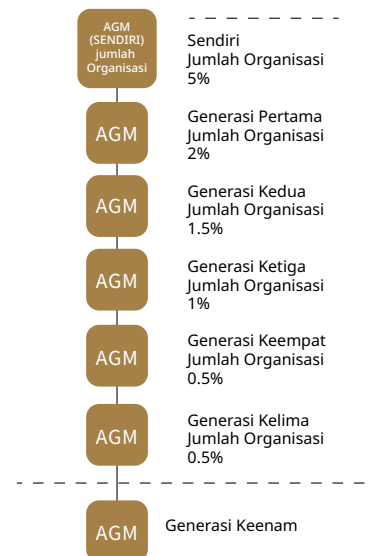 AGM
(SENDIRI)
jumlah
Organisasi
Sendiri
Jumlah Organisasi
5%
AGM
Generasi Pertama
Jumlah Organisasi
2%
AGM
Generasi Kedua
Jumlah Organisasi
1.5%
AGM
Generasi Ketiga
Jumlah Organisasi
1%
AGM
Generasi Keempat
Jumlah Organisasi
0.5%
AGM
Generasi Kelima
Jumlah Organisasi
0.5%
AGM
Generasi Keenam